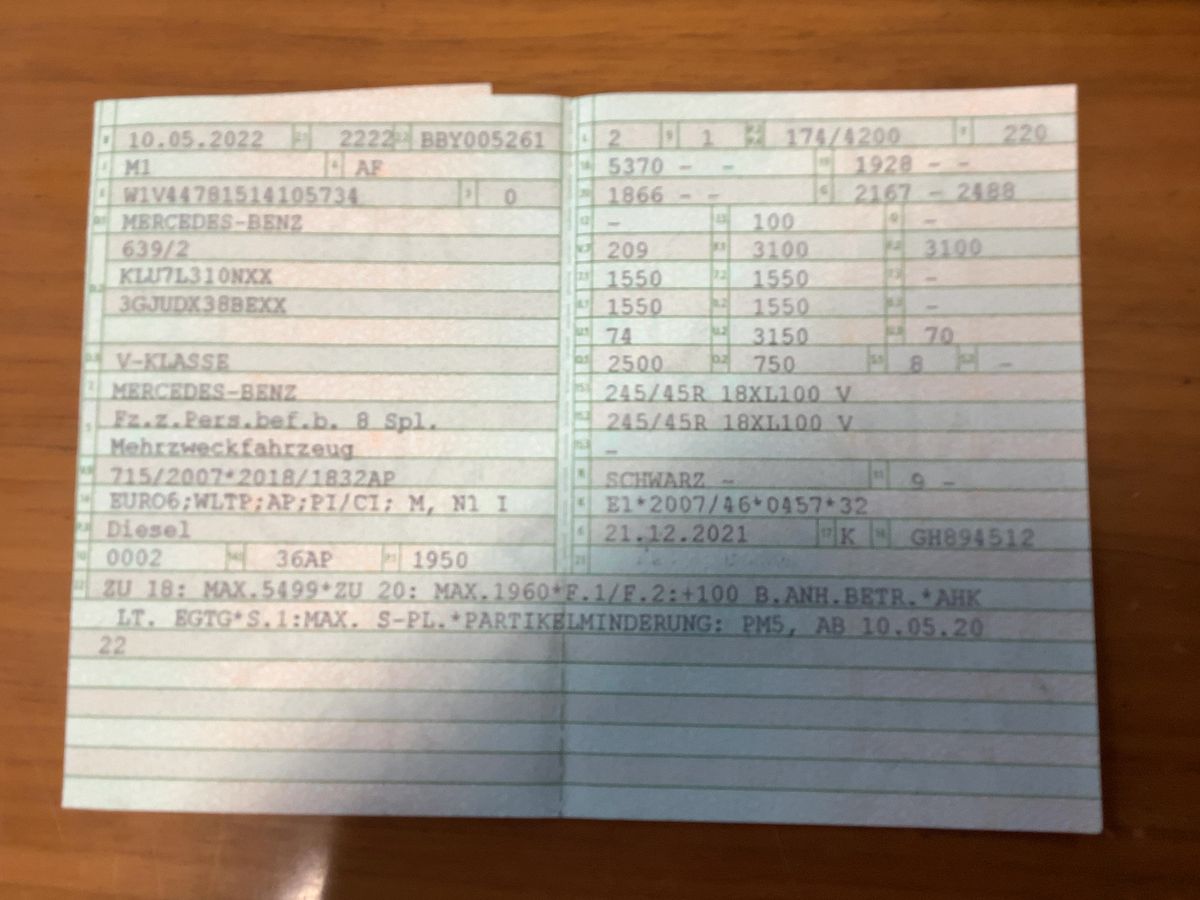 10.05.2022 2222 BBY005261
M1 AF
W1V44781514105734 0
MERCEDES-BENZ
639/2
KLU7L310NXX
3GJUDX38BEXX
V-KLASSE
MERCEDES-BENZ
Fz.z.Pers.bef.b. 8 Spl.
Mehrzweckfahrzeug
715/2007*2018/1832AP
EURO6;WLTP;AP;PI/CI; M, N1 I
Diesel
0002 36AP 1950
2 1 174/4200 220
5370 - - 1928 - -
1866 - - 2167 - 2488
- 100 -
209 3100 3100
1550 1550 -
1550 1550 -
74 3150 70
2500 750 8 -
245/45R 18XL100 V
245/45R 18XL100 V
-
SCHWARZ - 9 -
E1*2007/46*0457*32
21.12.2021 K GH894512
ZU 18: MAX.5499*ZU 20: MAX.1960*F.1/F.2:+100 B.ANH.BETR.*AHK
LT. EGTG*S.1:MAX. S-PL.*PARTIKELMINDERUNG: PM5, AB 10.05.20
22